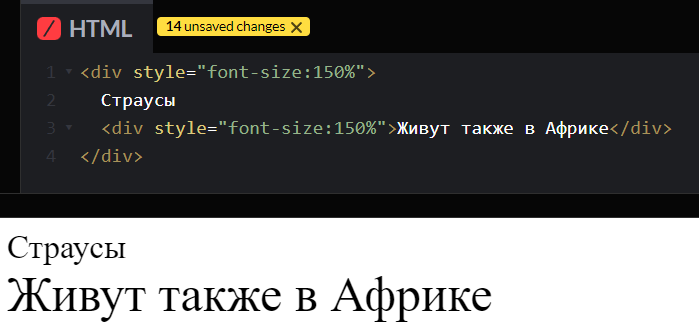 HTML
14 unsaved changes ×
1 <div style="font-size:150%">
2 Страусы
3 <div style="font-size:150%">Живут также в Африке</div>
4 </div>
Страусы
Живут также в Африке